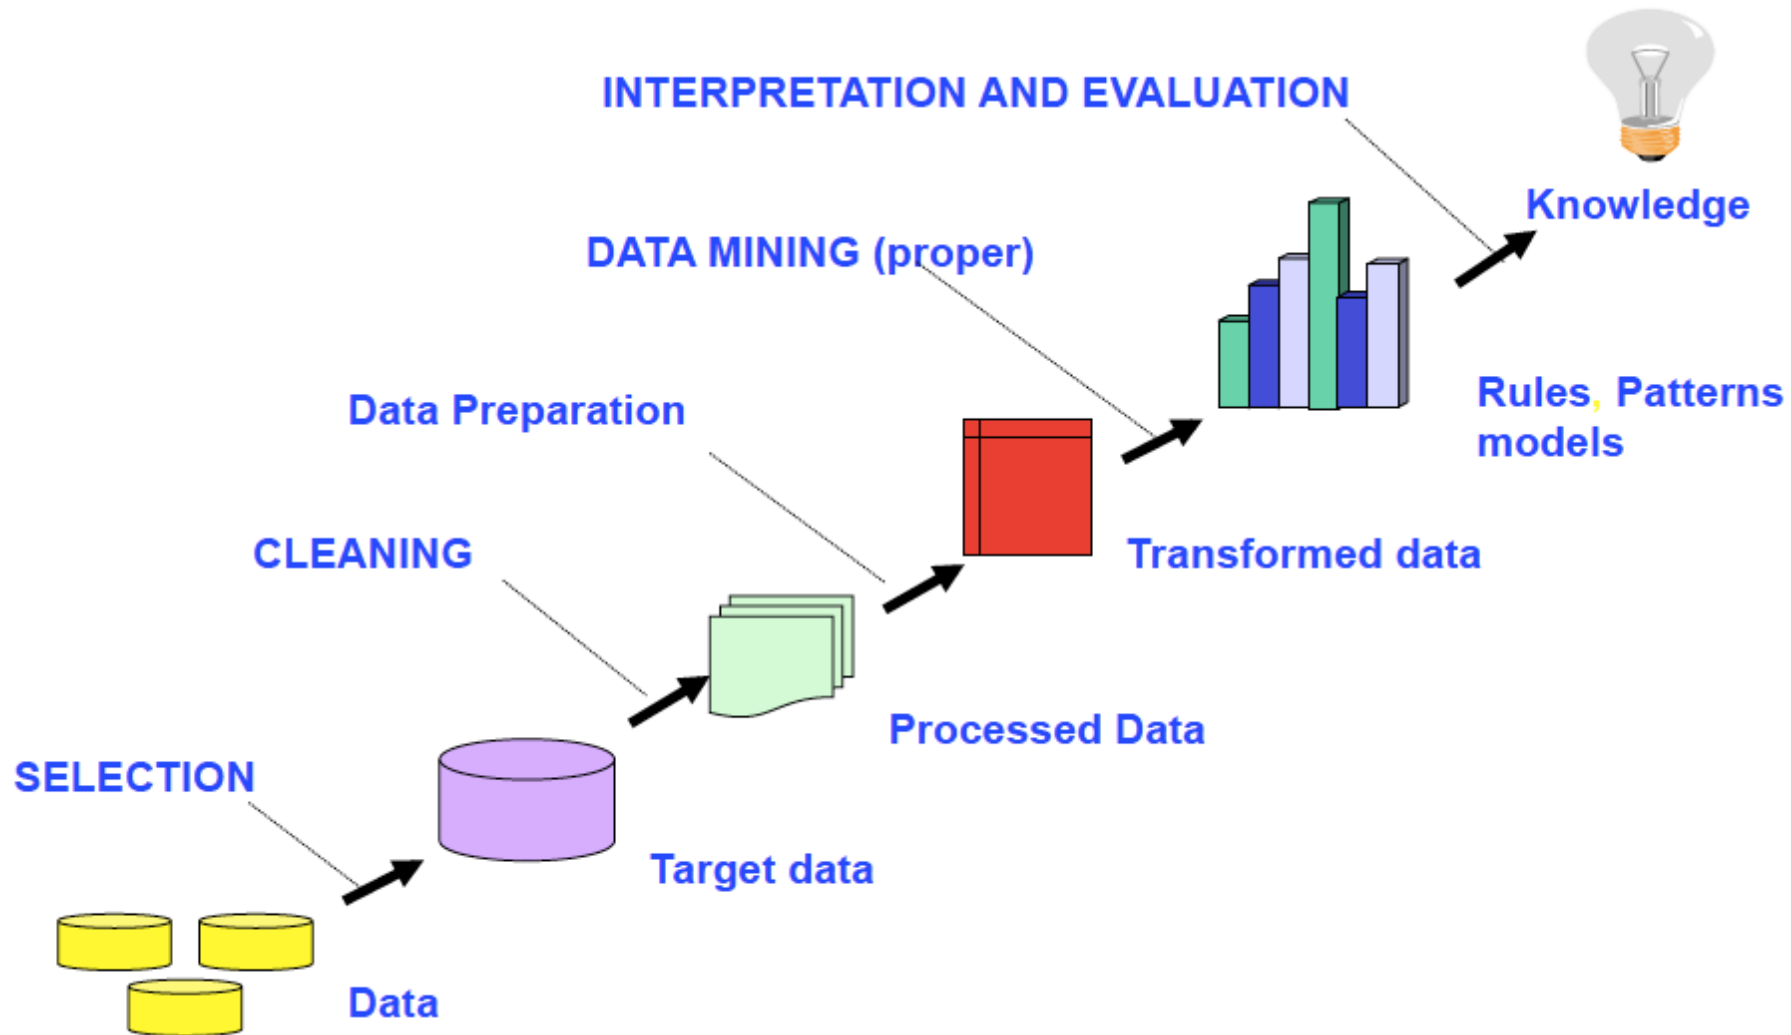 INTERPRETATION AND EVALUATION
Knowledge
DATA MINING (proper)
Rules, Patterns
models
Data Preparation
Transformed data
CLEANING
Processed Data
SELECTION
Target data
Data